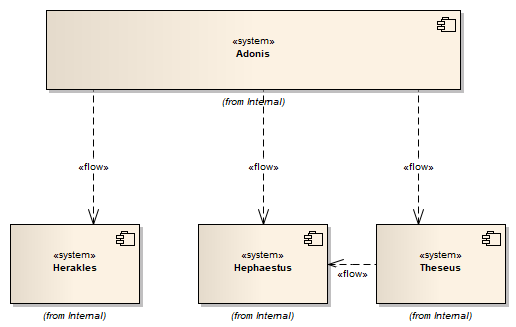 «system»
Adonis
(from Internal)
«flow»
«flow»
«flow»
«system»
Herakles
(from Internal)
«system»
Hephaestus
(from Internal)
«flow»
«system»
Theseus
(from Internal)